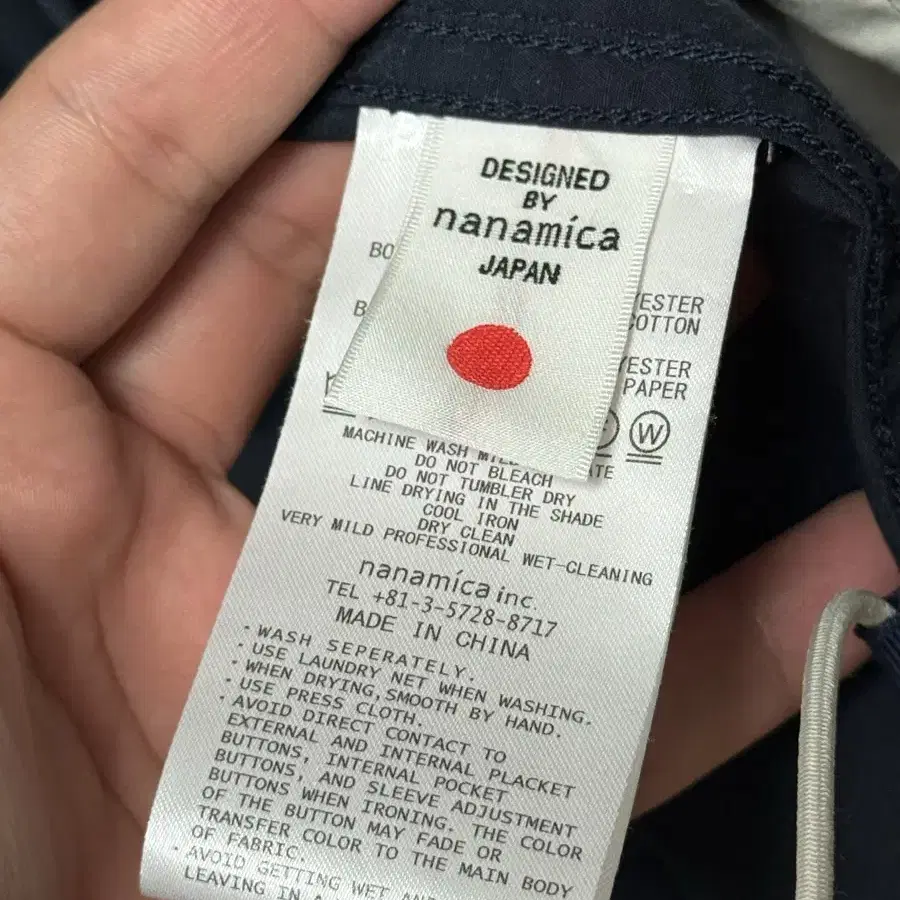 DESIGNED
BY
nanamica
JAPAN
COTTON
PAPER
W
MACHINE WASH
DO NOT BLEACH
DO NOT TUMBLER DRY
LINE DRYING IN THE SHADE
COOL IRON
DRY CLEAN
VERY MILD PROFESSIONAL WET-CLEANING
nanamica inc.
TEL +81-3-5728-8717
MADE IN CHINA
· WASH SEPERATELY.
· USE LAUNDRY NET WHEN WASHING.
· WHEN DRYING, SMOOTH BY HAND.
· USE PRESS CLOTH.
· AVOID DIRECT CONTACT TO
EXTERNAL AND INTERNAL PLACKET
BUTTONS, INTERNAL POCKET
BUTTONS, AND SLEEVE ADJUSTMENT
BUTTONS WHEN IRONING. THE COLOR
OF THE BUTTON MAY FADE OR
TRANSFER COLOR TO THE MAIN BODY
OF FABRIC.
· AVOID GETTING WET AND
LEAVING IN A